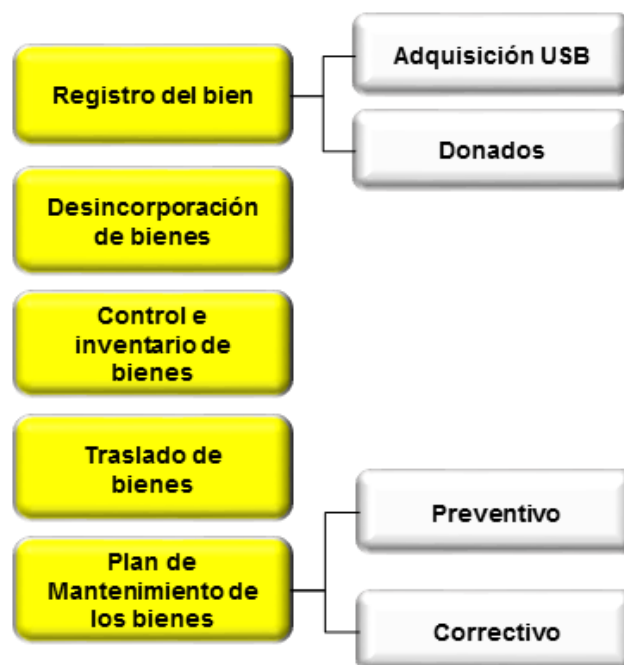 Registro del bien
Adquisición USB
Donados
Desincorporación
de bienes
Control e
inventario de
bienes
Traslado de
bienes
Plan de
Mantenimiento de
los bienes
Preventivo
Correctivo